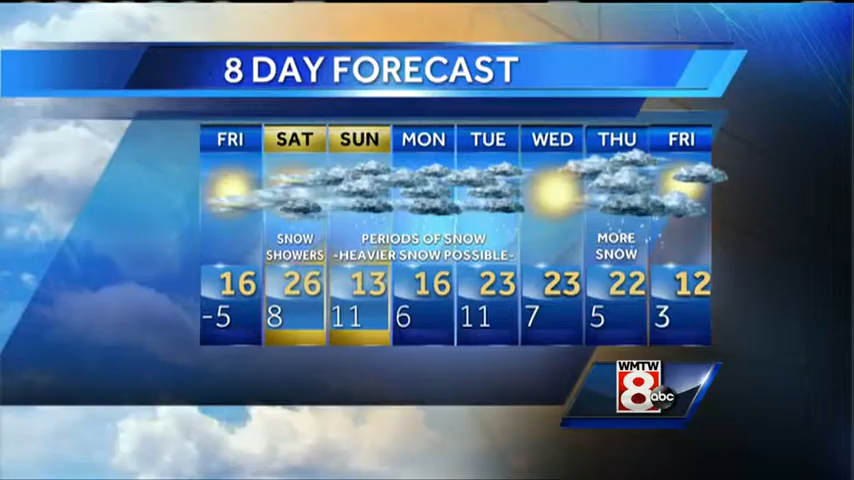 8 DAY FORECAST
FRI SAT SUN MON TUE WED THU FRI
SNOW SHOWERS
PERIODS OF SNOW
-HEAVIER SNOW POSSIBLE-
MORE SNOW
16 26 13 16 23 23 22 12
-5 8 11 6 11 7 5 3
WMTW
8 abc